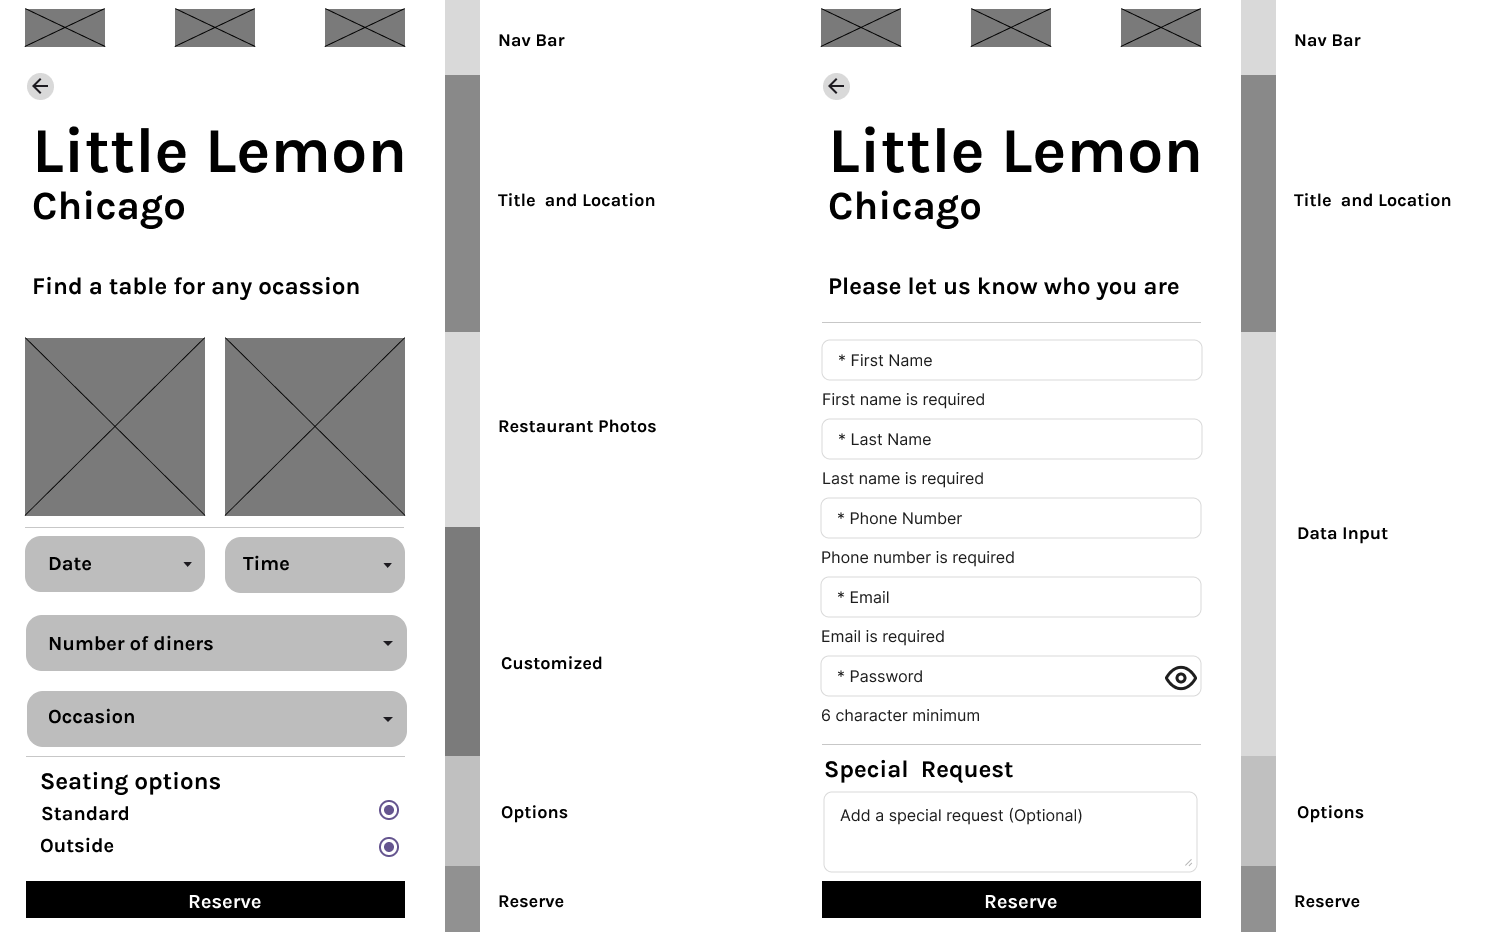 Nav Bar
Little Lemon
Chicago
Title and Location
Find a table for any ocassion
Restaurant Photos
Date
Time
Number of diners
Customized
Occasion
Seating options
Standard
Options
Outside
Reserve
Reserve
Nav Bar
Little Lemon
Chicago
Title and Location
Please let us know who you are
* First Name
First name is required
* Last Name
Last name is required
* Phone Number
Data Input
Phone number is required
* Email
Email is required
* Password
6 character minimum
Special Request
Add a special request (Optional)
Options
Reserve
Reserve